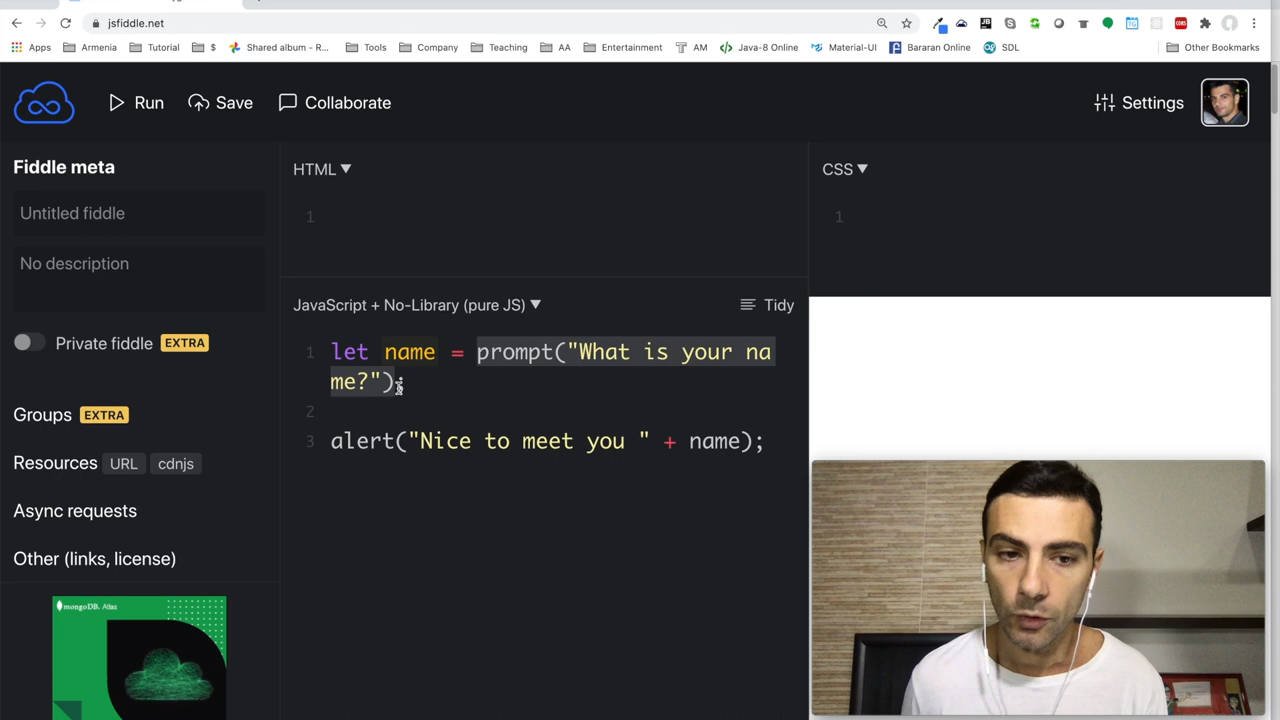 jsfiddle.net
Apps Armenia Tutorial $ Shared album - R... Tools Company Teaching AA Entertainment AM Java-8 Online Material-UI Bararan Online SDL Other Bookmarks
Run Save Collaborate Settings
Fiddle meta
Untitled fiddle
No description
Private fiddle EXTRA
Groups EXTRA
Resources URL cdnjs
Async requests
Other (links, license)
mongoDB. Atlas
HTML ▼
1
CSS ▼
1
JavaScript + No-Library (pure JS) ▼ Tidy
1 let name = prompt("What is your na
me?");
2
3 alert("Nice to meet you " + name);